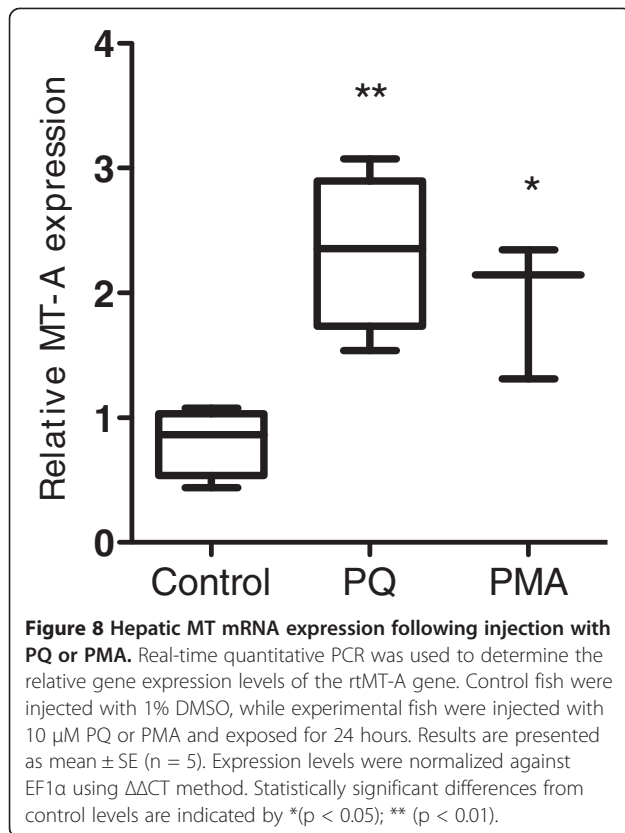 4
**
3
*
2
1
0
Relative MT-A expression
Control PQ PMA
Figure 8 Hepatic MT mRNA expression following injection with
PQ or PMA. Real-time quantitative PCR was used to determine the
relative gene expression levels of the rtMT-A gene. Control fish were
injected with 1% DMSO, while experimental fish were injected with
10 μM PQ or PMA and exposed for 24 hours. Results are presented
as mean ± SE (n = 5). Expression levels were normalized against
EF1α using ΔΔCT method. Statistically significant differences from
control levels are indicated by *(p < 0.05); ** (p < 0.01).